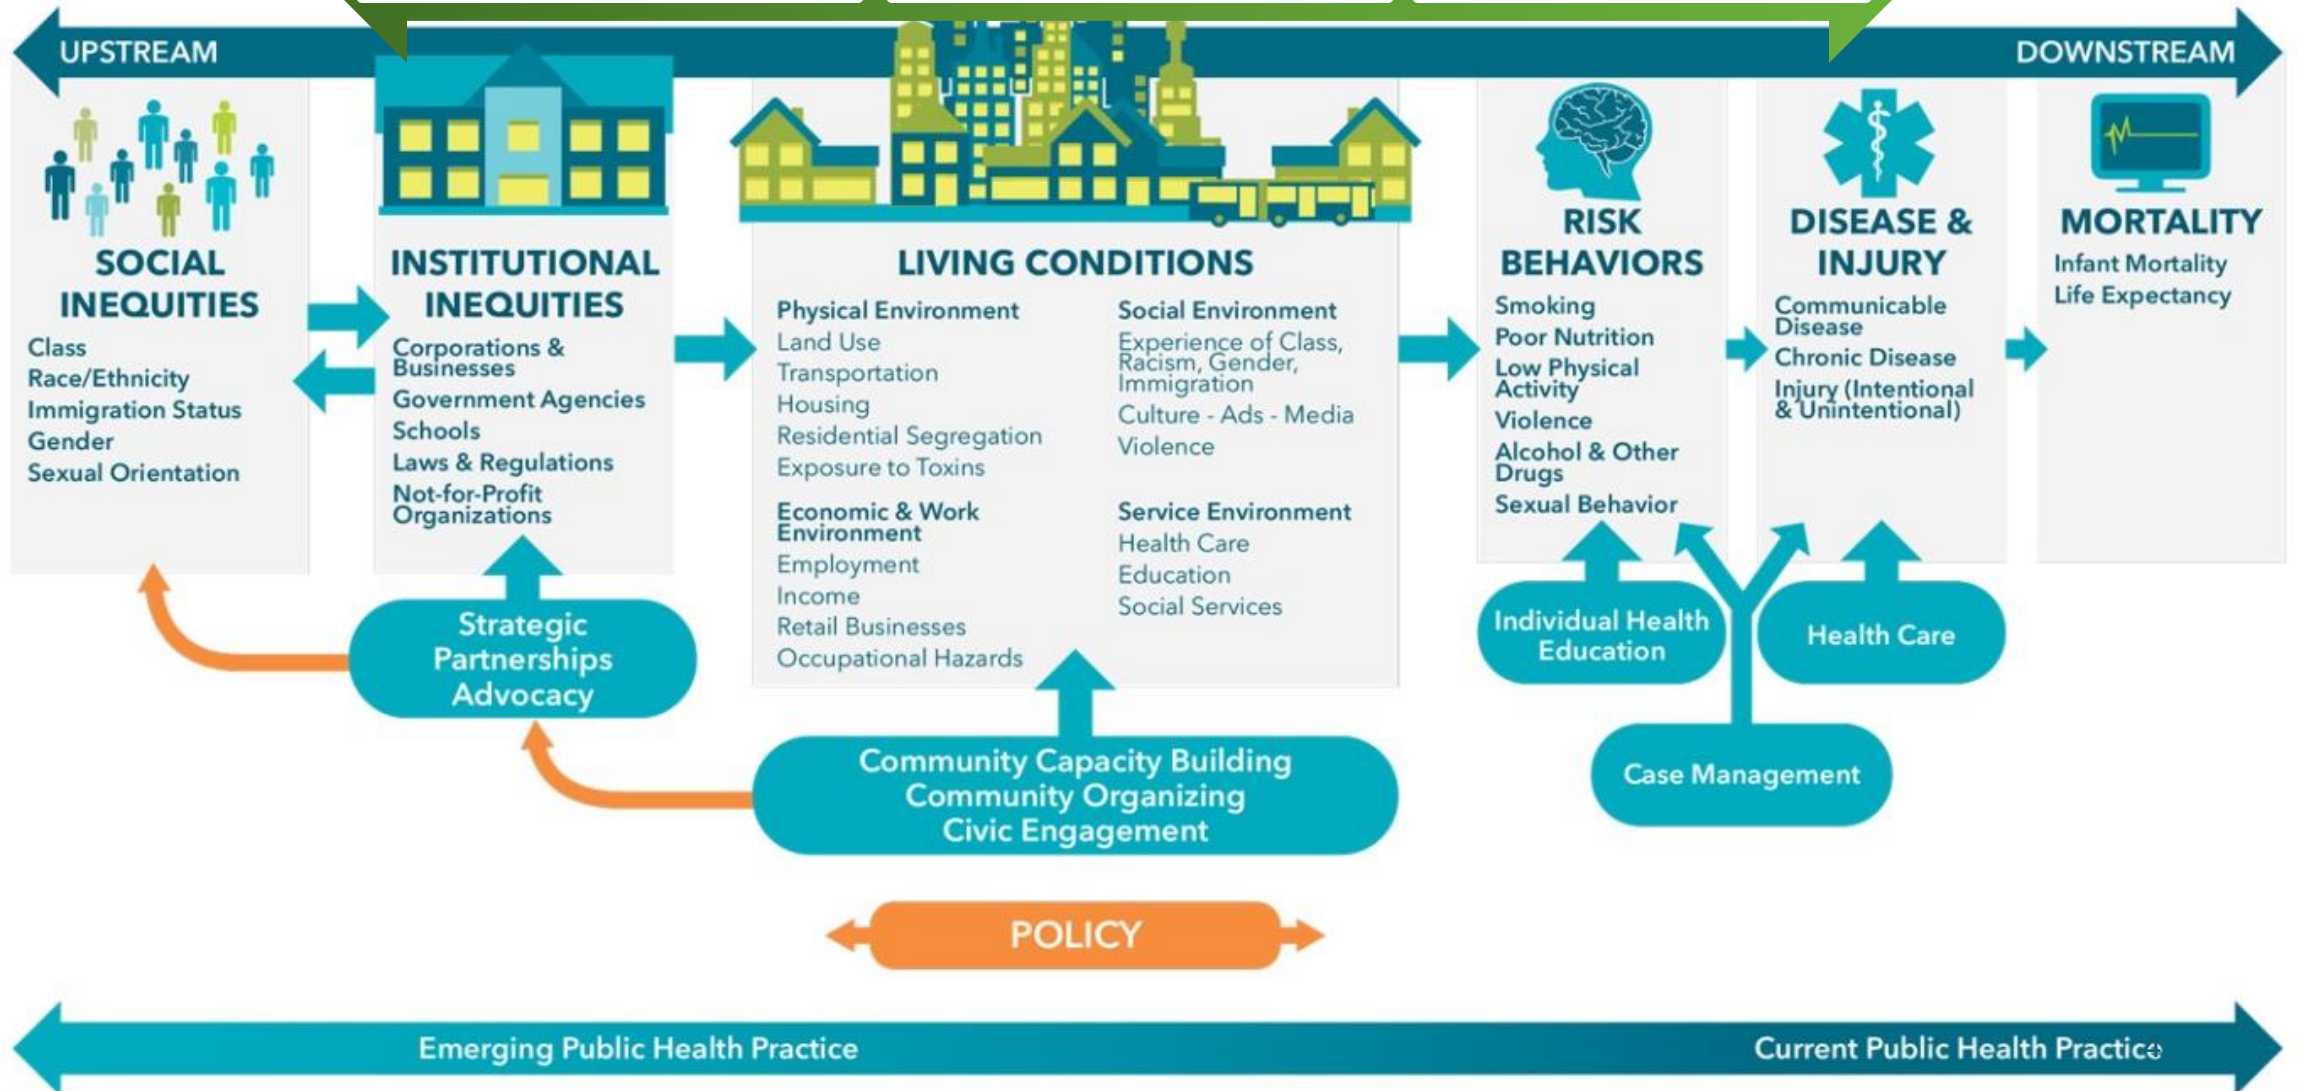 UPSTREAM
DOWNSTREAM
SOCIAL
INEQUITIES
Class
Race/Ethnicity
Immigration Status
Gender
Sexual Orientation
INSTITUTIONAL
INEQUITIES
Corporations &
Businesses
Government Agencies
Schools
Laws & Regulations
Not-for-Profit
Organizations
LIVING CONDITIONS
Physical Environment
Land Use
Transportation
Housing
Residential Segregation
Exposure to Toxins
Economic & Work
Environment
Employment
Income
Retail Businesses
Occupational Hazards
Social Environment
Experience of Class,
Racism, Gender,
Immigration
Culture - Ads - Media
Violence
Service Environment
Health Care
Education
Social Services
RISK
BEHAVIORS
Smoking
Poor Nutrition
Low Physical
Activity
Violence
Alcohol & Other
Drugs
Sexual Behavior
DISEASE &
INJURY
Communicable
Disease
Chronic Disease
Injury (Intentional
& Unintentional)
MORTALITY
Infant Mortality
Life Expectancy
Strategic
Partnerships
Advocacy
Individual Health
Education
Health Care
Case Management
Community Capacity Building
Community Organizing
Civic Engagement
POLICY
Emerging Public Health Practice
Current Public Health Practice